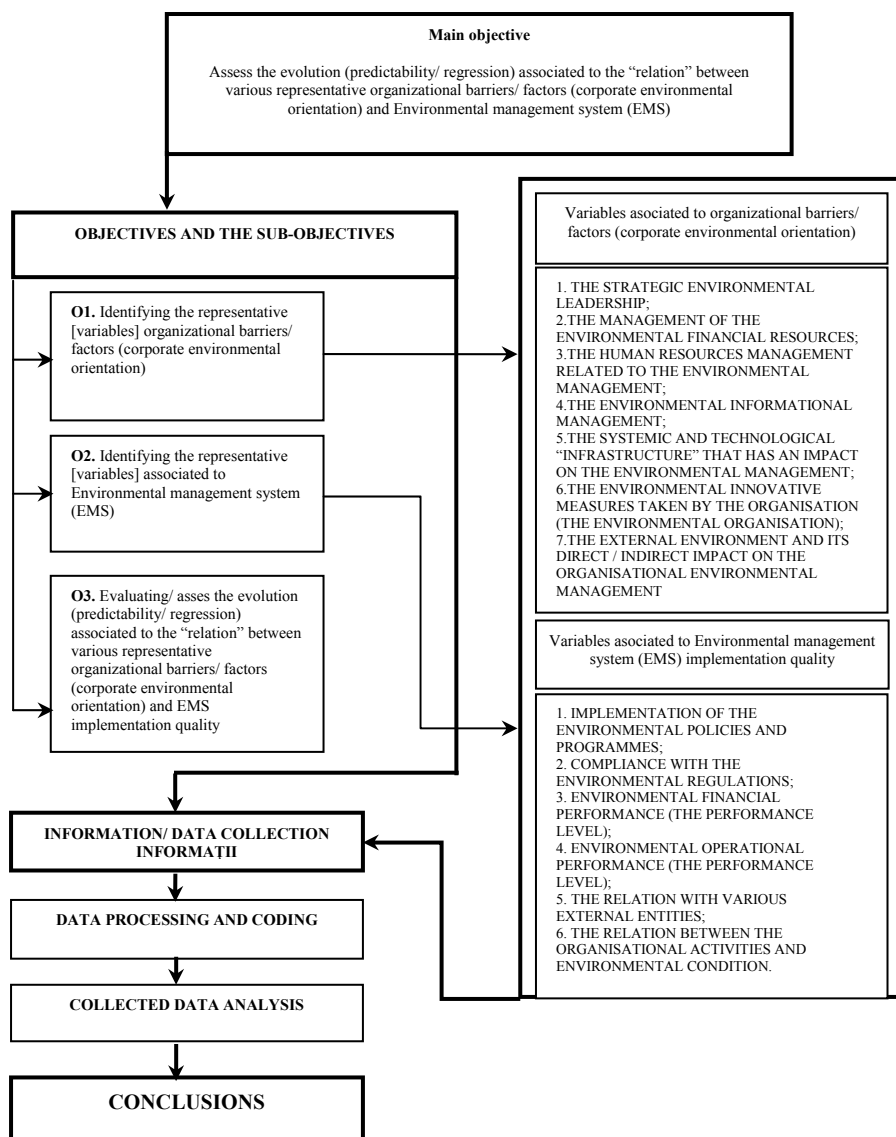 Main objective
Assess the evolution (predictability/ regression) associated to the “relation” between
various representative organizational barriers/ factors (corporate environmental
orientation) and Environmental management system (EMS)
OBJECTIVES AND THE SUB-OBJECTIVES
O1. Identifying the representative
[variables] organizational barriers/
factors (corporate environmental
orientation)
O2. Identifying the representative
[variables] associated to
Environmental management system
(EMS)
O3. Evaluating/ asses the evolution
(predictability/ regression)
associated to the “relation” between
various representative
organizational barriers/ factors
(corporate environmental
orientation) and EMS
implementation quality
INFORMATION/ DATA COLLECTION
INFORMAŢII
DATA PROCESSING AND CODING
COLLECTED DATA ANALYSIS
CONCLUSIONS
Variables asociated to organizational barriers/
factors (corporate environmental orientation)
1. THE STRATEGIC ENVIRONMENTAL
LEADERSHIP;
2.THE MANAGEMENT OF THE
ENVIRONMENTAL FINANCIAL RESOURCES;
3.THE HUMAN RESOURCES MANAGEMENT
RELATED TO THE ENVIRONMENTAL
MANAGEMENT;
4.THE ENVIRONMENTAL INFORMATIONAL
MANAGEMENT;
5.THE SYSTEMIC AND TECHNOLOGICAL
“INFRASTRUCTURE” THAT HAS AN IMPACT
ON THE ENVIRONMENTAL MANAGEMENT;
6.THE ENVIRONMENTAL INNOVATIVE
MEASURES TAKEN BY THE ORGANISATION
(THE ENVIRONMENTAL ORGANISATION);
7.THE EXTERNAL ENVIRONMENT AND ITS
DIRECT / INDIRECT IMPACT ON THE
ORGANISATIONAL ENVIRONMENTAL
MANAGEMENT
Variables asociated to Environmental management
system (EMS) implementation quality
1. IMPLEMENTATION OF THE
ENVIRONMENTAL POLICIES AND
PROGRAMMES;
2. COMPLIANCE WITH THE
ENVIRONMENTAL REGULATIONS;
3. ENVIRONMENTAL FINANCIAL
PERFORMANCE (THE PERFORMANCE
LEVEL);
4. ENVIRONMENTAL OPERATIONAL
PERFORMANCE (THE PERFORMANCE
LEVEL);
5. THE RELATION WITH VARIOUS
EXTERNAL ENTITIES;
6. THE RELATION BETWEEN THE
ORGANISATIONAL ACTIVITIES AND
ENVIRONMENTAL CONDITION.